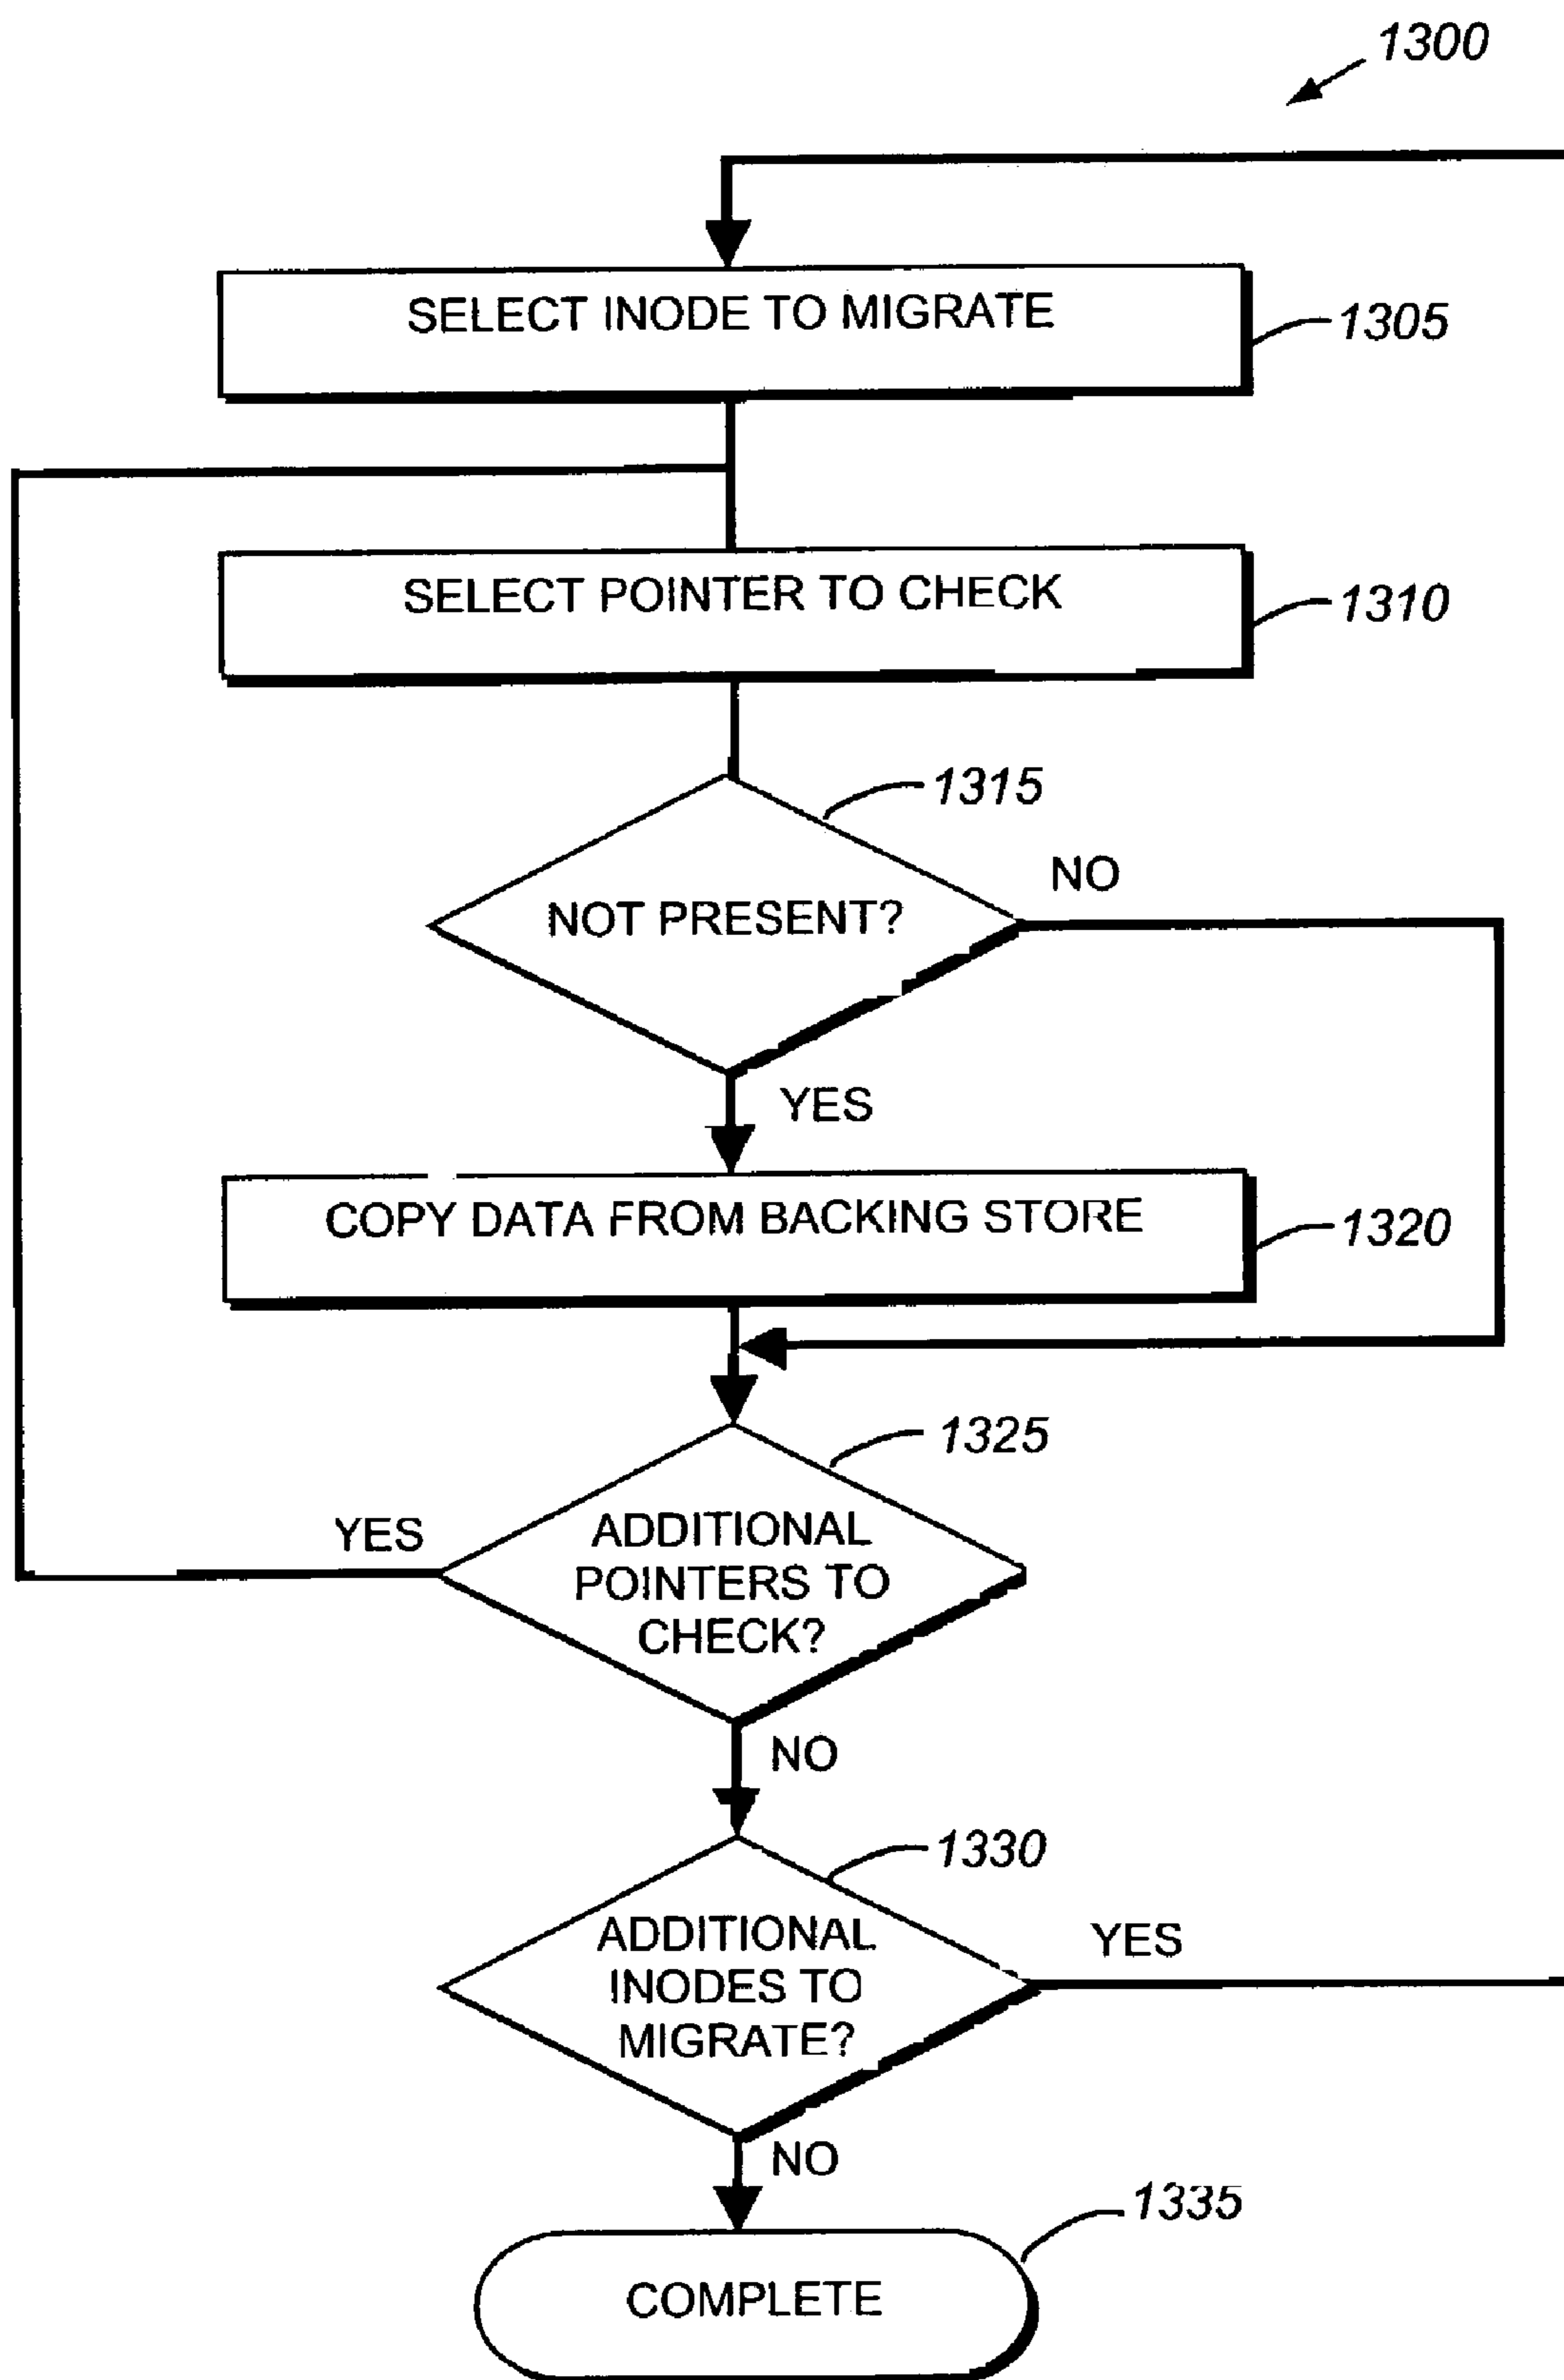 1300
SELECT INODE TO MIGRATE
1305
SELECT POINTER TO CHECK
1310
1315
NO
NOT PRESENT?
YES
COPY DATA FROM BACKING STORE
1320
1325
YES
ADDITIONAL
POINTERS TO
CHECK?
NO
1330
ADDITIONAL
INODES TO
MIGRATE?
YES
NO
1335
COMPLETE